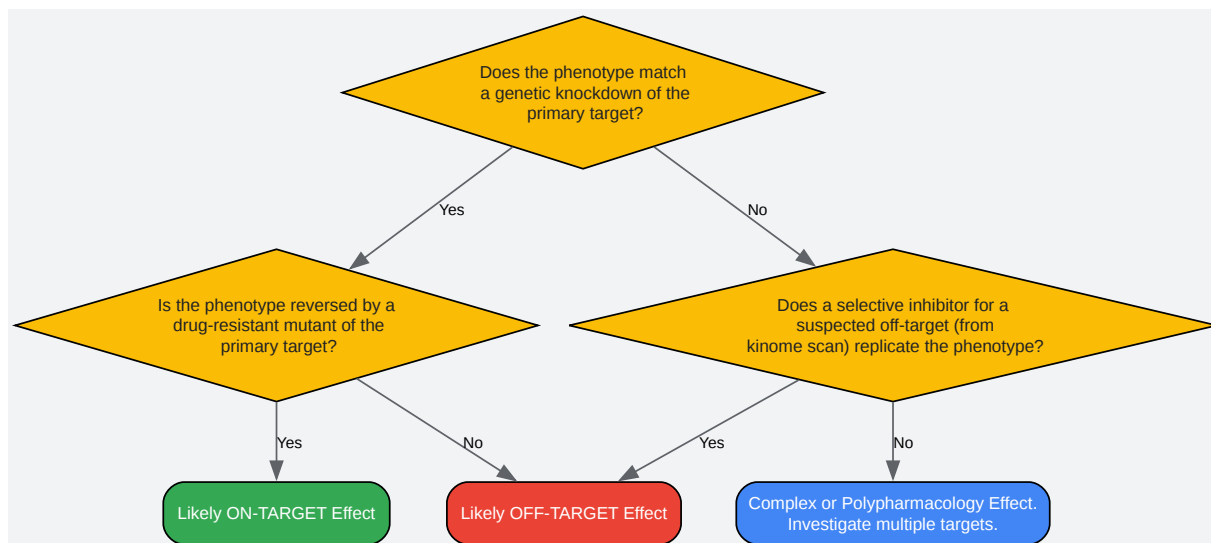 Does the phenotype match
a genetic knockdown of the
primary target?
Yes
No
Is the phenotype reversed by a
drug-resistant mutant of the
primary target?
Does a selective inhibitor for a
suspected off-target (from
kinome scan) replicate the phenotype?
Yes
No
Yes
No
Likely ON-TARGET Effect
Likely OFF-TARGET Effect
Complex or Polypharmacology Effect.
Investigate multiple targets.